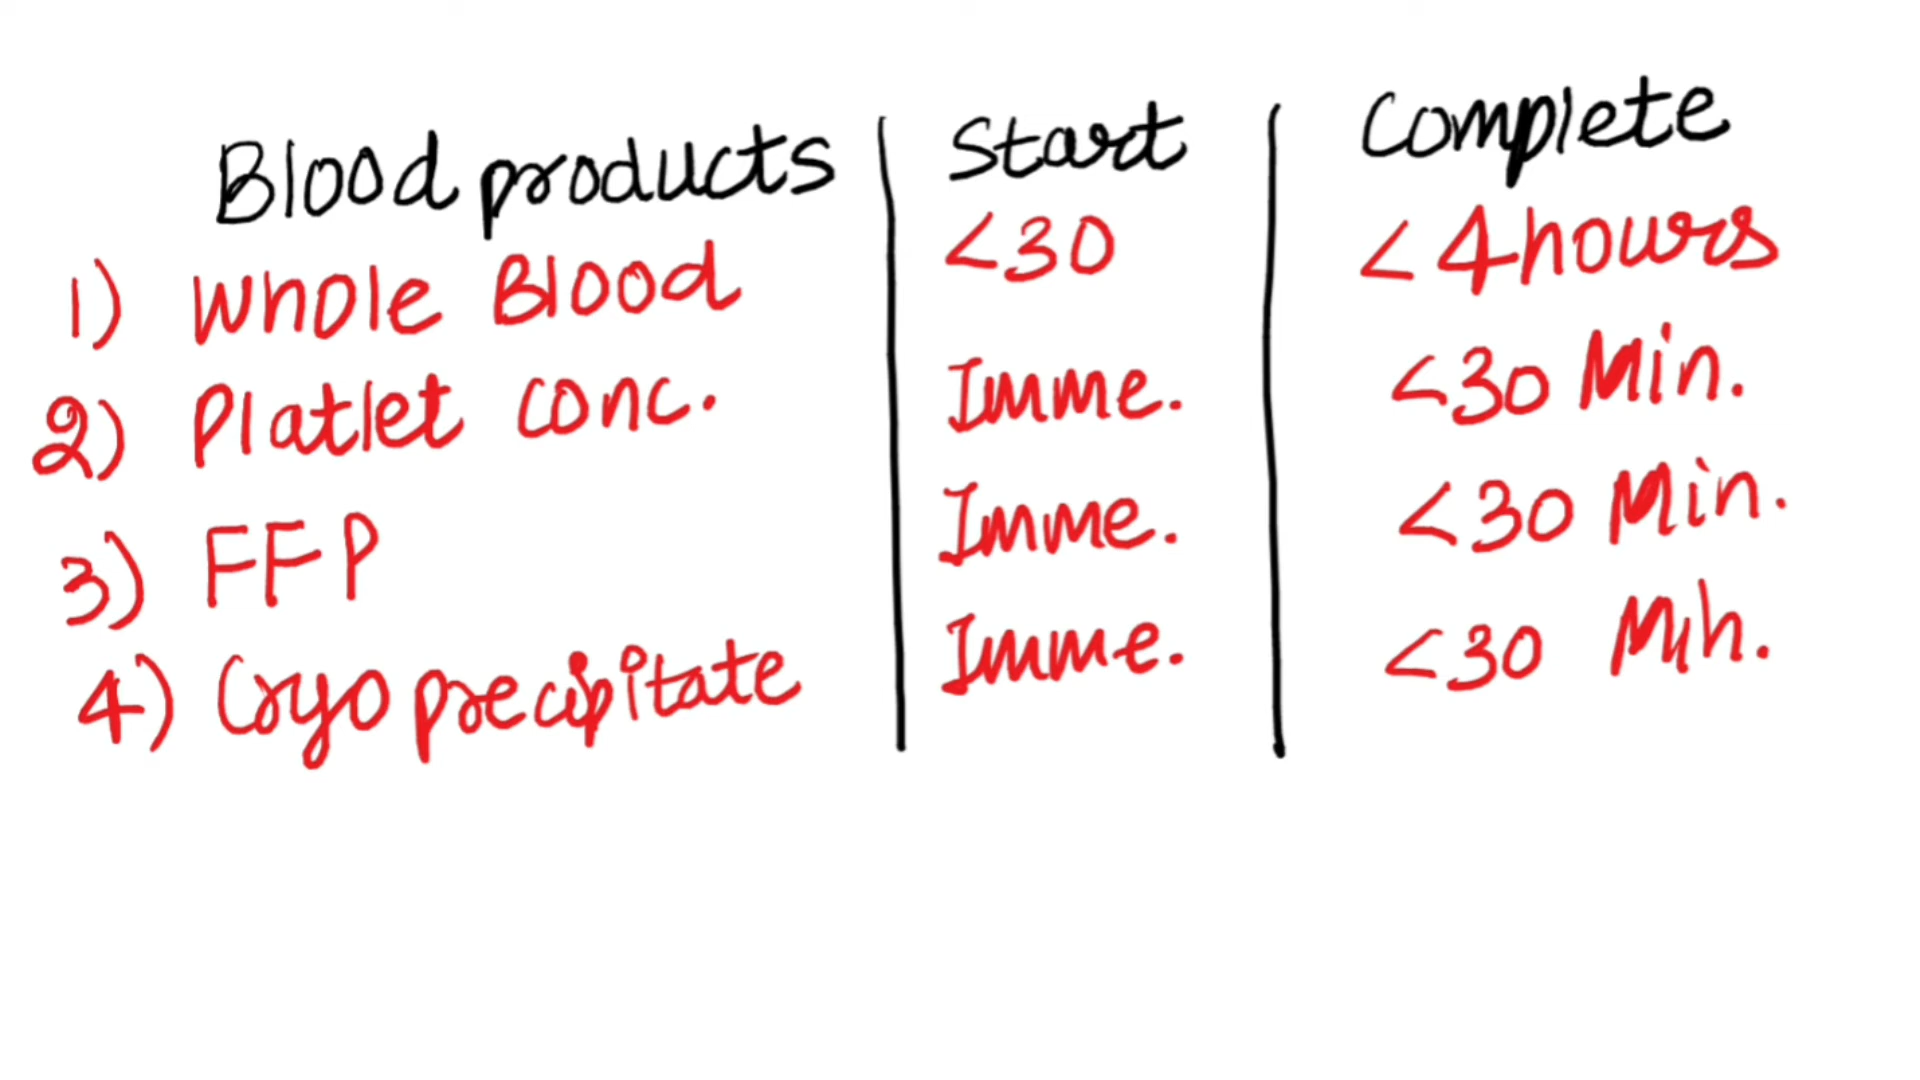 Blood products Start Complete
1) Whole Blood <30 <4 hours
2) Platlet conc. Imme. <30 Min.
3) FFP Imme. <30 Min.
4) Cryoprecipitate Imme. <30 Min.